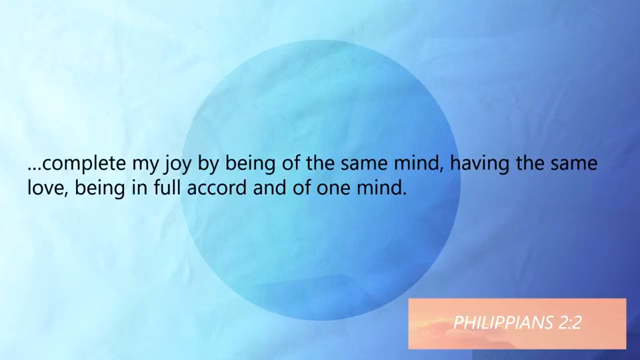 ...complete my joy by being of the same mind, having the same
love, being in full accord and of one mind.
PHILIPPIANS 2:2